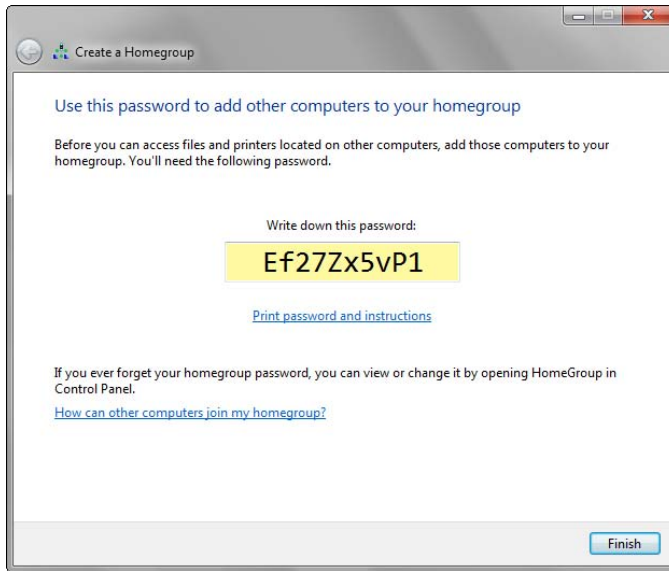 Create a Homegroup
Use this password to add other computers to your homegroup
Before you can access files and printers located on other computers, add those computers to your
homegroup. You'll need the following password.
Write down this password:
Ef27Zx5vP1
Print password and instructions
If you ever forget your homegroup password, you can view or change it by opening HomeGroup in
Control Panel.
How can other computers join my homegroup?
Finish